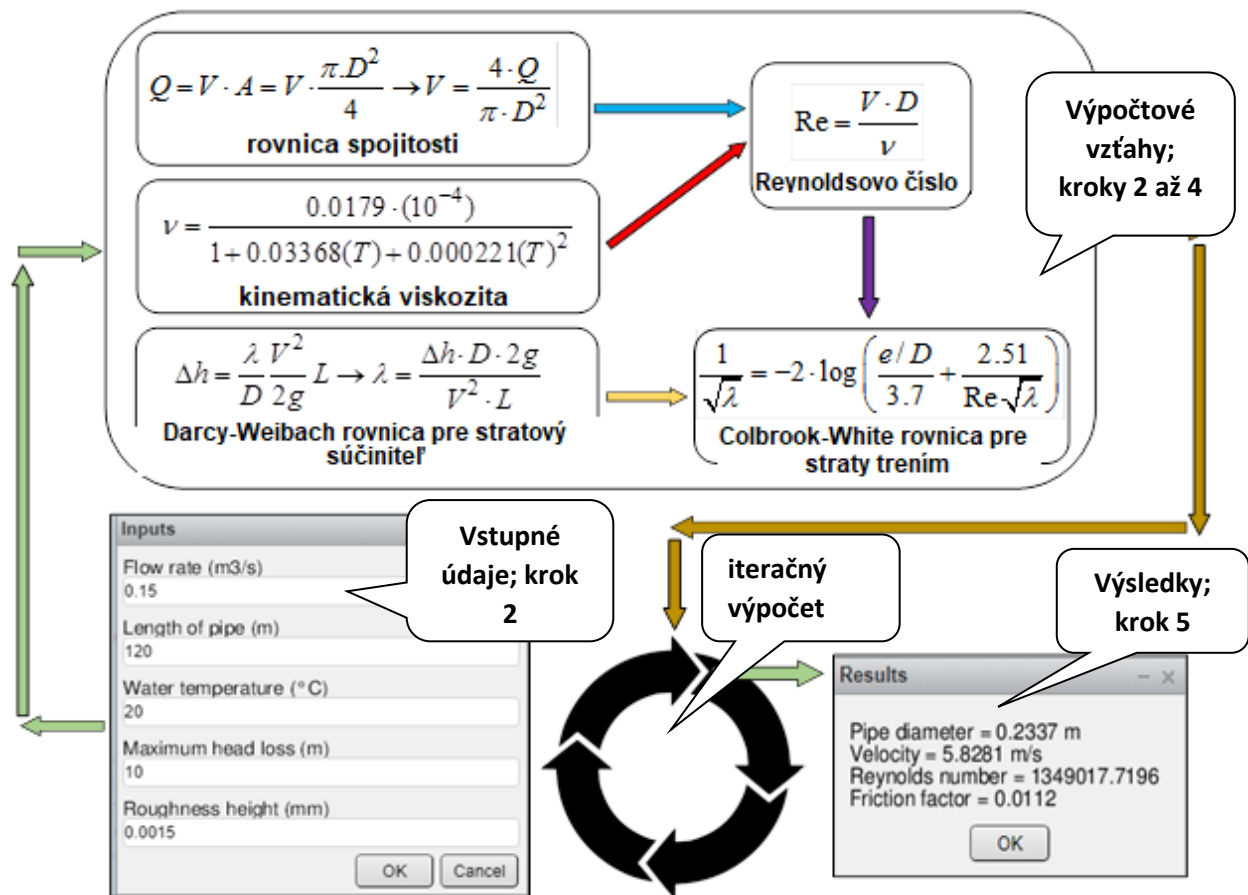 Q = V · A = V · π.D² / 4 → V = 4 · Q / π · D²
rovnica spojitosti
Re = V · D / ν
Reynoldsovo číslo
Výpočtové
vzťahy;
kroky 2 až 4
ν = 0.0179 · (10⁻⁴) / 1 + 0.03368(T) + 0.000221(T)²
kinematická viskozita
Δh = λ/D V²/2g L → λ = Δh · D · 2g / V² · L
Darcy-Weibach rovnica pre stratový
súčiniteľ
1/√λ = −2 · log(e/D / 3.7 + 2.51 / Re·√λ)
Colbrook-White rovnica pre
straty trením
Inputs
Flow rate (m3/s)
0.15
Length of pipe (m)
120
Water temperature (°C)
20
Maximum head loss (m)
10
Roughness height (mm)
0.0015
OK
Cancel
Vstupné
údaje; krok
2
iteračný
výpočet
Výsledky;
krok 5
Results
Pipe diameter = 0.2337 m
Velocity = 5.8281 m/s
Reynolds number = 1349017.7196
Friction factor = 0.0112
OK